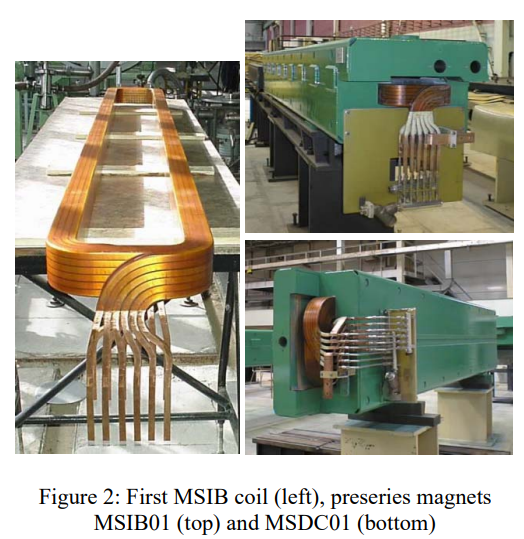 Figure 2: First MSIB coil (left), preseries magnets
MSIB01 (top) and MSDC01 (bottom)